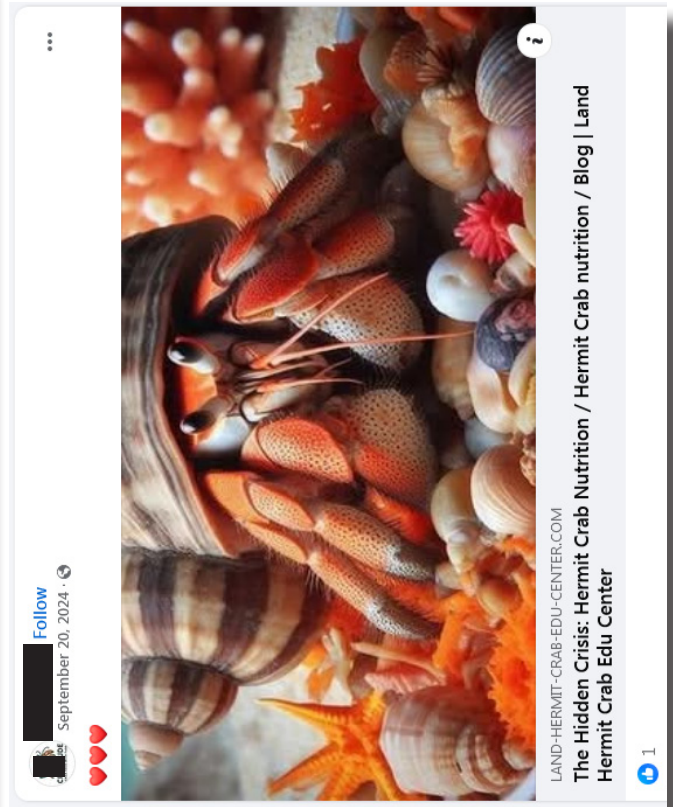 Follow
September 20, 2024 ·
LAND-HERMIT-CRAB-EDU-CENTER.COM
The Hidden Crisis: Hermit Crab Nutrition / Hermit Crab nutrition / Blog | Land
Hermit Crab Edu Center
1